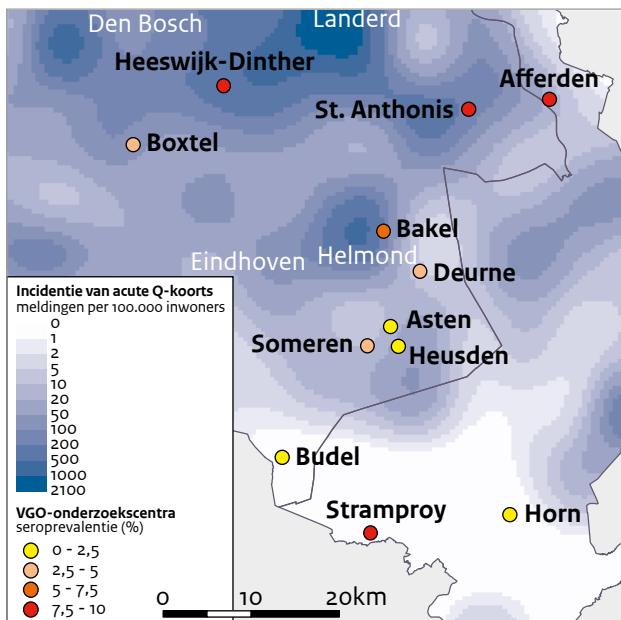 Den Bosch
Landerd
Heeswijk-Dinther
Afferden
St. Anthonis
Boxtel
Bakel
Eindhoven
Helmond
Deurne
Asten
Someren
Heusden
Budel
Stramproy
Horn
Incidentie van acute Q-koorts
meldingen per 100.000 inwoners
0
1
2
5
10
20
50
100
200
500
1000
2100
VGO-onderzoekscentra
seroprevalentie (%)
0 - 2,5
2,5 - 5
5 - 7,5
7,5 - 10
0 10 20km